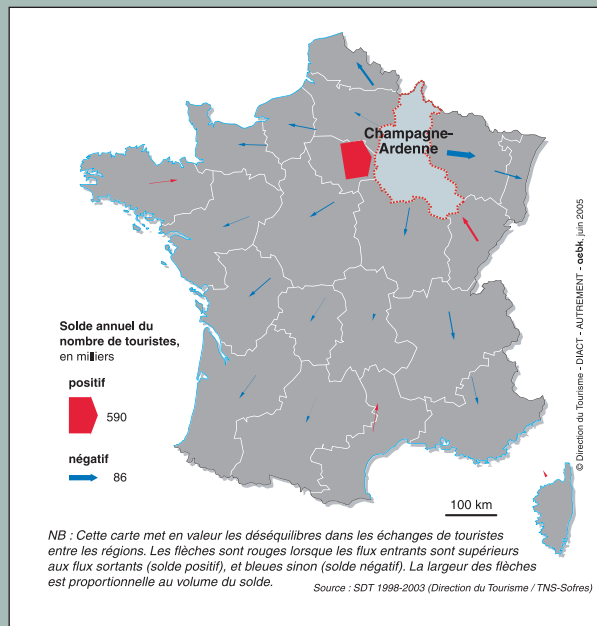 Champagne-
Ardenne
Solde annuel du
nombre de touristes,
en milliers
positif
590
négatif
86
100 km
© Direction du Tourisme - DIACT - AUTREMENT - aebk, juin 2005
NB : Cette carte met en valeur les déséquilibres dans les échanges de touristes
entre les régions. Les flèches sont rouges lorsque les flux entrants sont supérieurs
aux flux sortants (solde positif), et bleues sinon (solde négatif). La largeur des flèches
est proportionnelle au volume du solde.
Source : SDT 1998-2003 (Direction du Tourisme / TNS-Sofres)